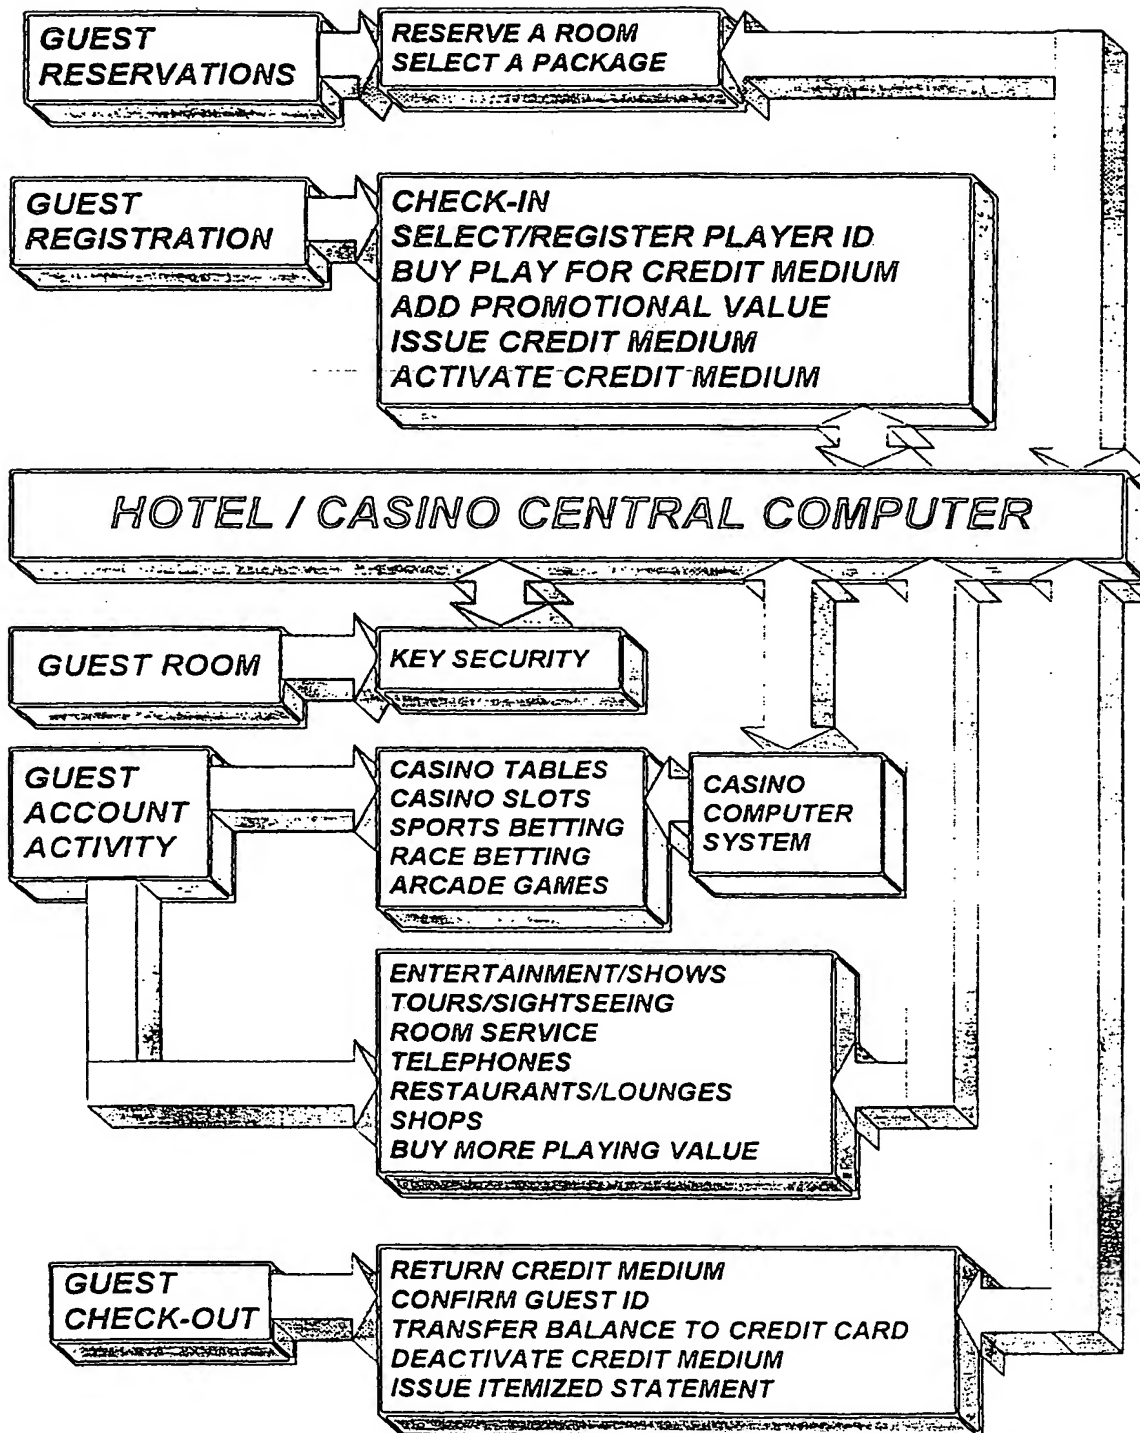 GUEST
RESERVATIONS
RESERVE A ROOM
SELECT A PACKAGE
GUEST
REGISTRATION
CHECK-IN
SELECT/REGISTER PLAYER ID
BUY PLAY FOR CREDIT MEDIUM
ADD PROMOTIONAL VALUE
ISSUE CREDIT MEDIUM
ACTIVATE CREDIT MEDIUM
HOTEL / CASINO CENTRAL COMPUTER
GUEST ROOM
KEY SECURITY
GUEST
ACCOUNT
ACTIVITY
CASINO TABLES
CASINO SLOTS
SPORTS BETTING
RACE BETTING
ARCADE GAMES
CASINO
COMPUTER
SYSTEM
ENTERTAINMENT/SHOWS
TOURS/SIGHTSEEING
ROOM SERVICE
TELEPHONES
RESTAURANTS/LOUNGES
SHOPS
BUY MORE PLAYING VALUE
GUEST
CHECK-OUT
RETURN CREDIT MEDIUM
CONFIRM GUEST ID
TRANSFER BALANCE TO CREDIT CARD
DEACTIVATE CREDIT MEDIUM
ISSUE ITEMIZED STATEMENT